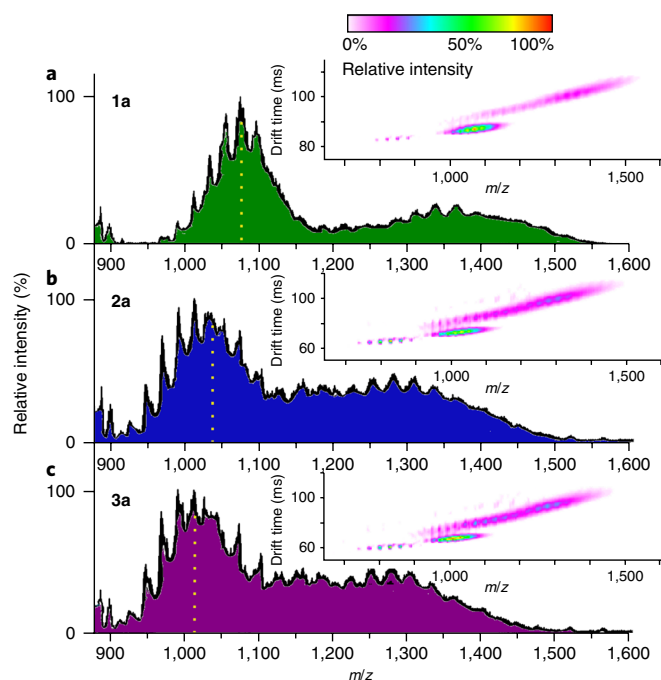 0% 50% 100%
Relative intensity
a
1a
100
0
Drift time (ms)
100
80
1,000 1,500
m/z
900 1,000 1,100 1,200 1,300 1,400 1,500 1,600
b
2a
100
0
Drift time (ms)
100
60
1,000 1,500
m/z
900 1,000 1,100 1,200 1,300 1,400 1,500 1,600
c
3a
100
0
Drift time (ms)
100
60
1,000 1,500
m/z
900 1,000 1,100 1,200 1,300 1,400 1,500 1,600
m/z
Relative intensity (%)